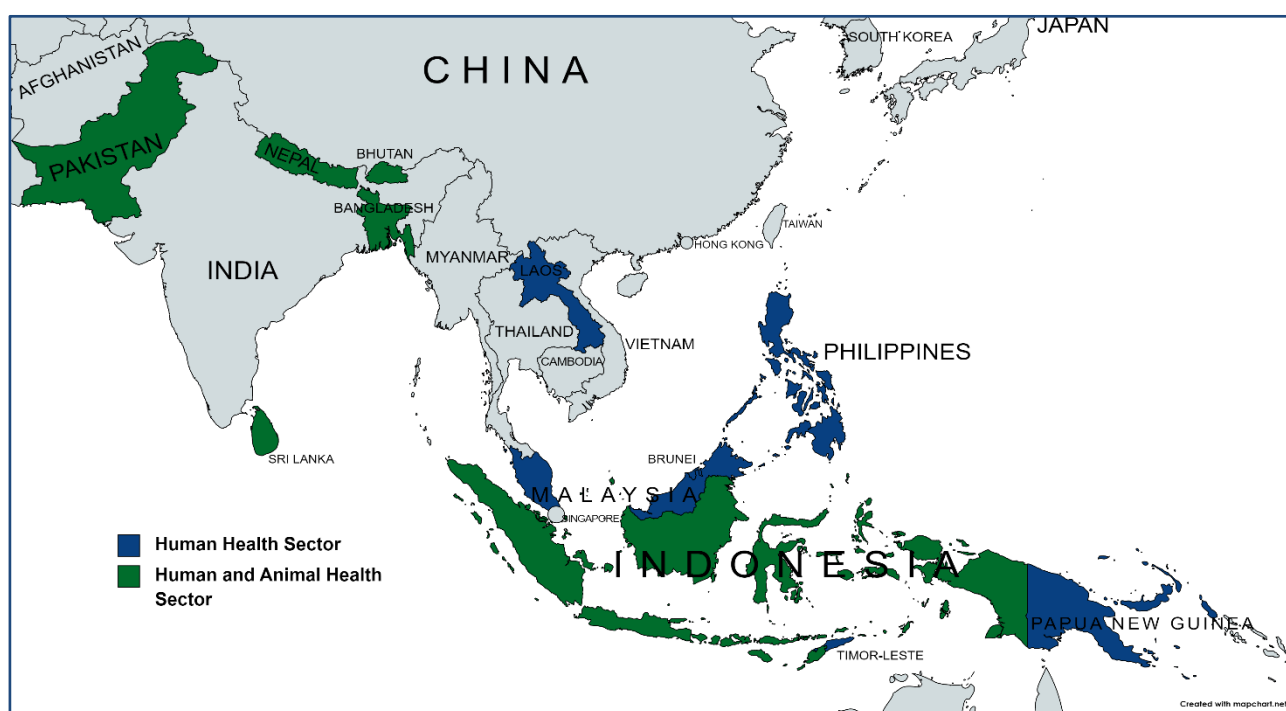 JAPAN
SOUTH KOREA
AFGHANISTAN
CHINA
PAKISTAN
NEPAL
BHUTAN
BANGLADESH
TAIWAN
HONG KONG
MYANMAR
LAOS
INDIA
THAILAND
VIETNAM
CAMBODIA
PHILIPPINES
SRI LANKA
BRUNEI
MALAYSIA
SINGAPORE
INDONESIA
PAPUA NEW GUINEA
TIMOR-LESTE
Human Health Sector
Human and Animal Health
Sector
Created with mapchart.net